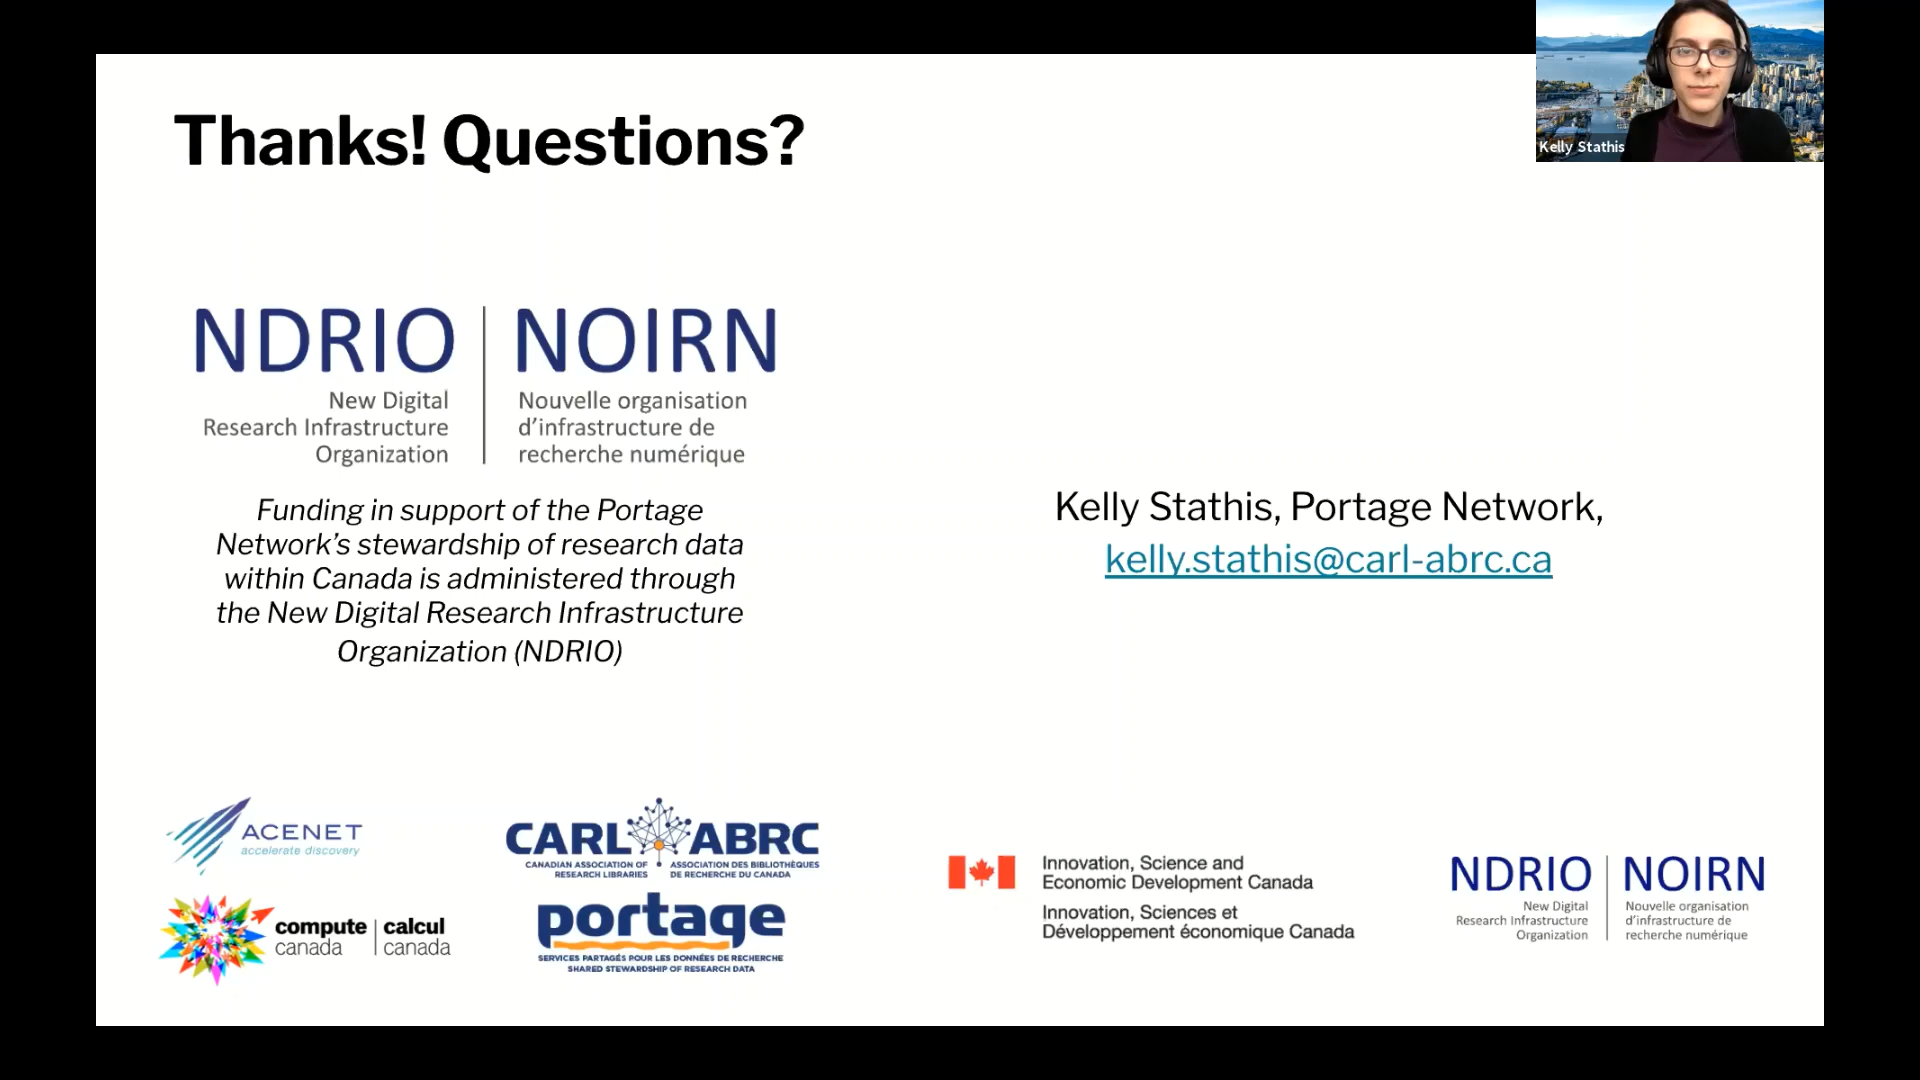 Kelly Stathis
Thanks! Questions?
NDRIO
New Digital
Research Infrastructure
Organization
NOIRN
Nouvelle organisation
d’infrastructure de
recherche numérique
Funding in support of the Portage
Network’s stewardship of research data
within Canada is administered through
the New Digital Research Infrastructure
Organization (NDRIO)
Kelly Stathis, Portage Network,
kelly.stathis@carl-abrc.ca
ACENET
accelerate discovery
compute
canada
calcul
canada
CARL ABRC
CANADIAN ASSOCIATION OF
RESEARCH LIBRARIES
ASSOCIATION DES BIBLIOTHÈQUES
DE RECHERCHE DU CANADA
portage
SERVICES PARTAGÉS POUR LES DONNÉES DE RECHERCHE
SHARED STEWARDSHIP OF RESEARCH DATA
Innovation, Science and
Economic Development Canada
Innovation, Sciences et
Développement économique Canada
NDRIO
New Digital
Research Infrastructure
Organization
NOIRN
Nouvelle organisation
d’infrastructure de
recherche numérique